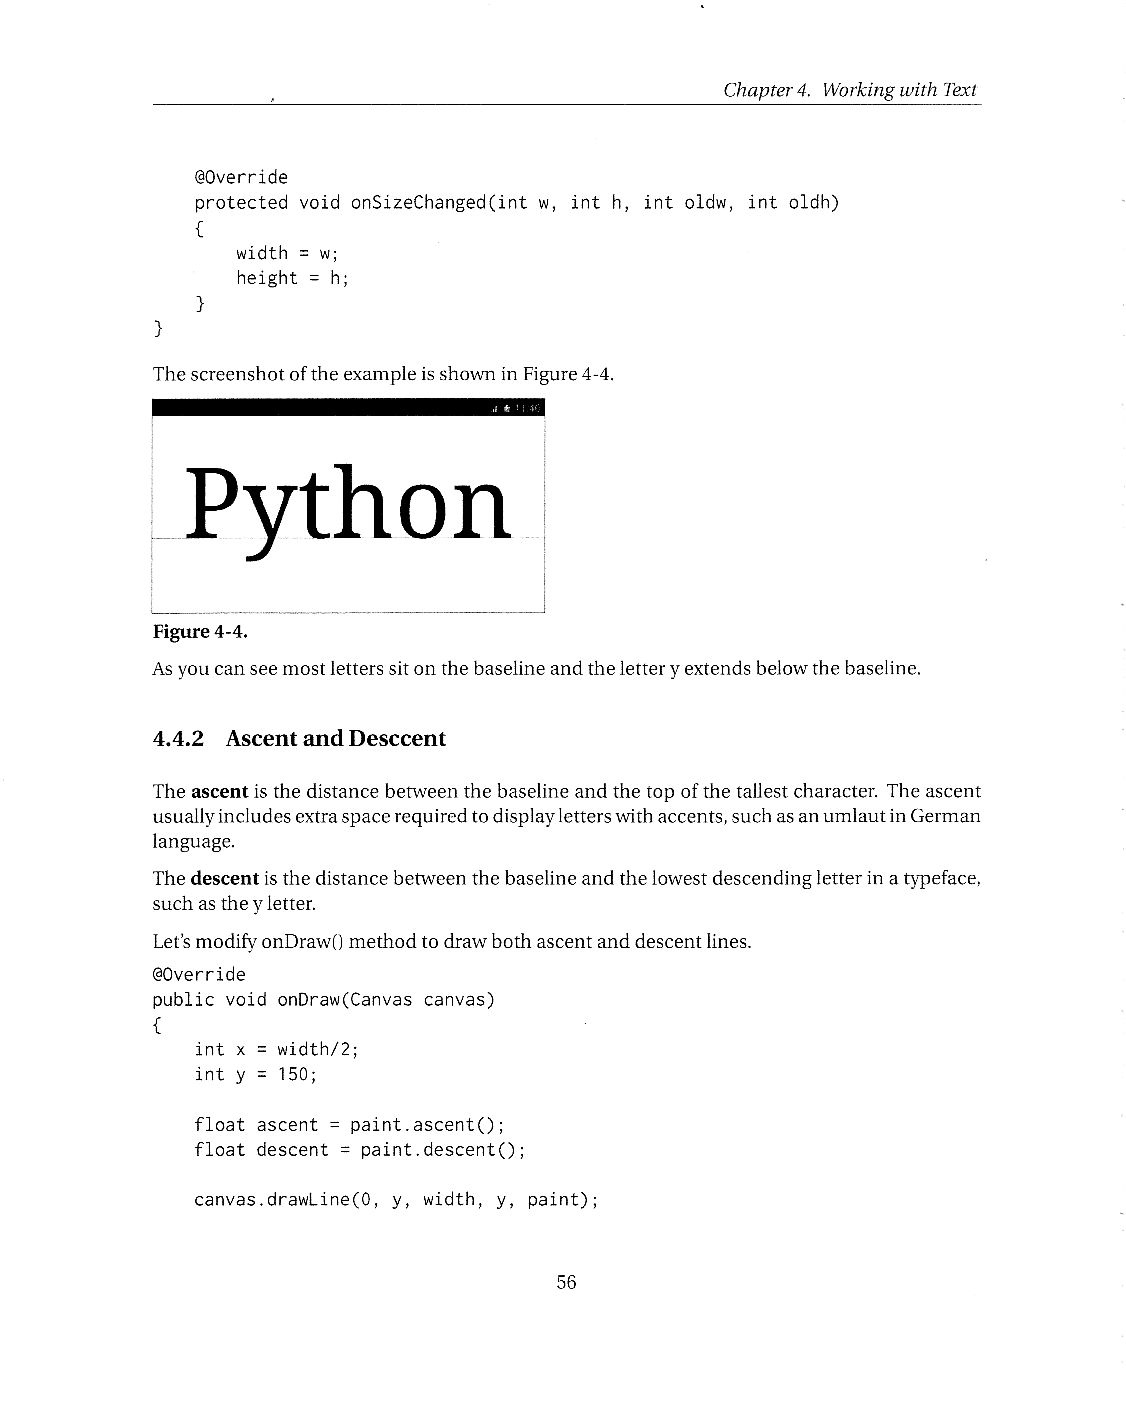 Chapter 4. Working with Text
    @Override
    protected void onSizeChanged(int w, int h, int oldw, int oldh)
    {
        width = w;
        height = h;
    }
}
The screenshot of the example is shown in Figure 4-4.
Python
Figure 4-4.
As you can see most letters sit on the baseline and the letter y extends below the baseline.
4.4.2 Ascent and Desccent
The ascent is the distance between the baseline and the top of the tallest character. The ascent
usually includes extra space required to display letters with accents, such as an umlaut in German
language.
The descent is the distance between the baseline and the lowest descending letter in a typeface,
such as the y letter.
Let's modify onDraw() method to draw both ascent and descent lines.
@Override
public void onDraw(Canvas canvas)
{
    int x = width/2;
    int y = 150;
    float ascent = paint.ascent();
    float descent = paint.descent();
    canvas.drawLine(0, y, width, y, paint);
56